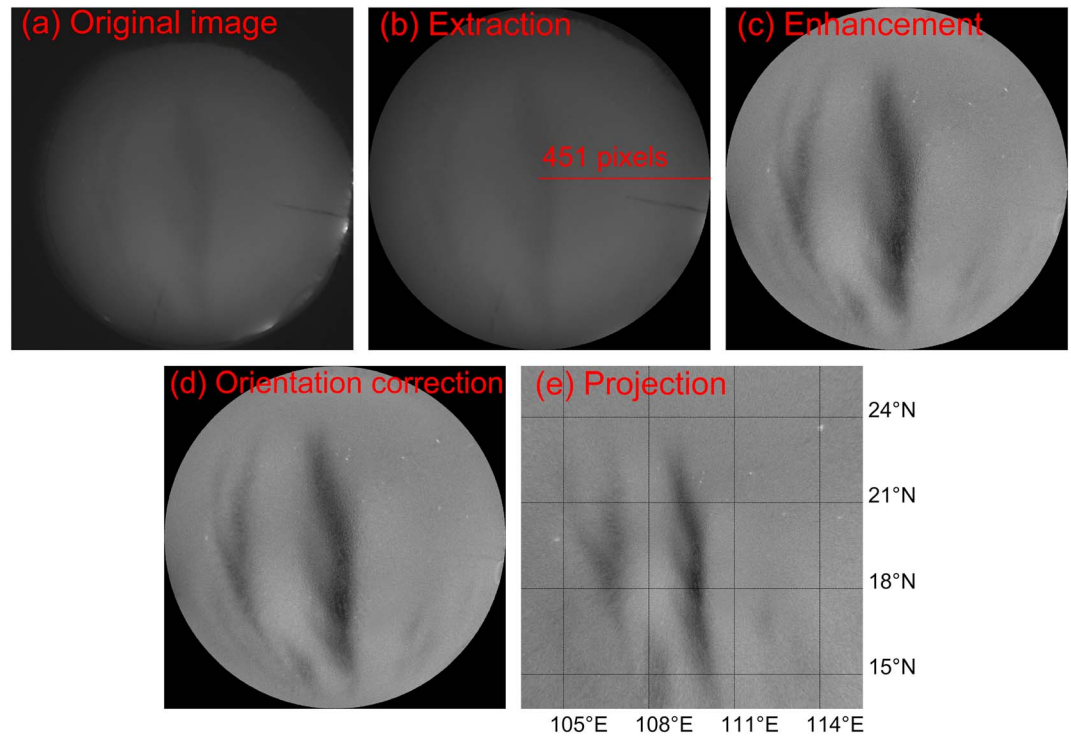 (a) Original image
(b) Extraction
(c) Enhancement
451 pixels
(d) Orientation correction
(e) Projection
24°N
21°N
18°N
15°N
105°E 108°E 111°E 114°E